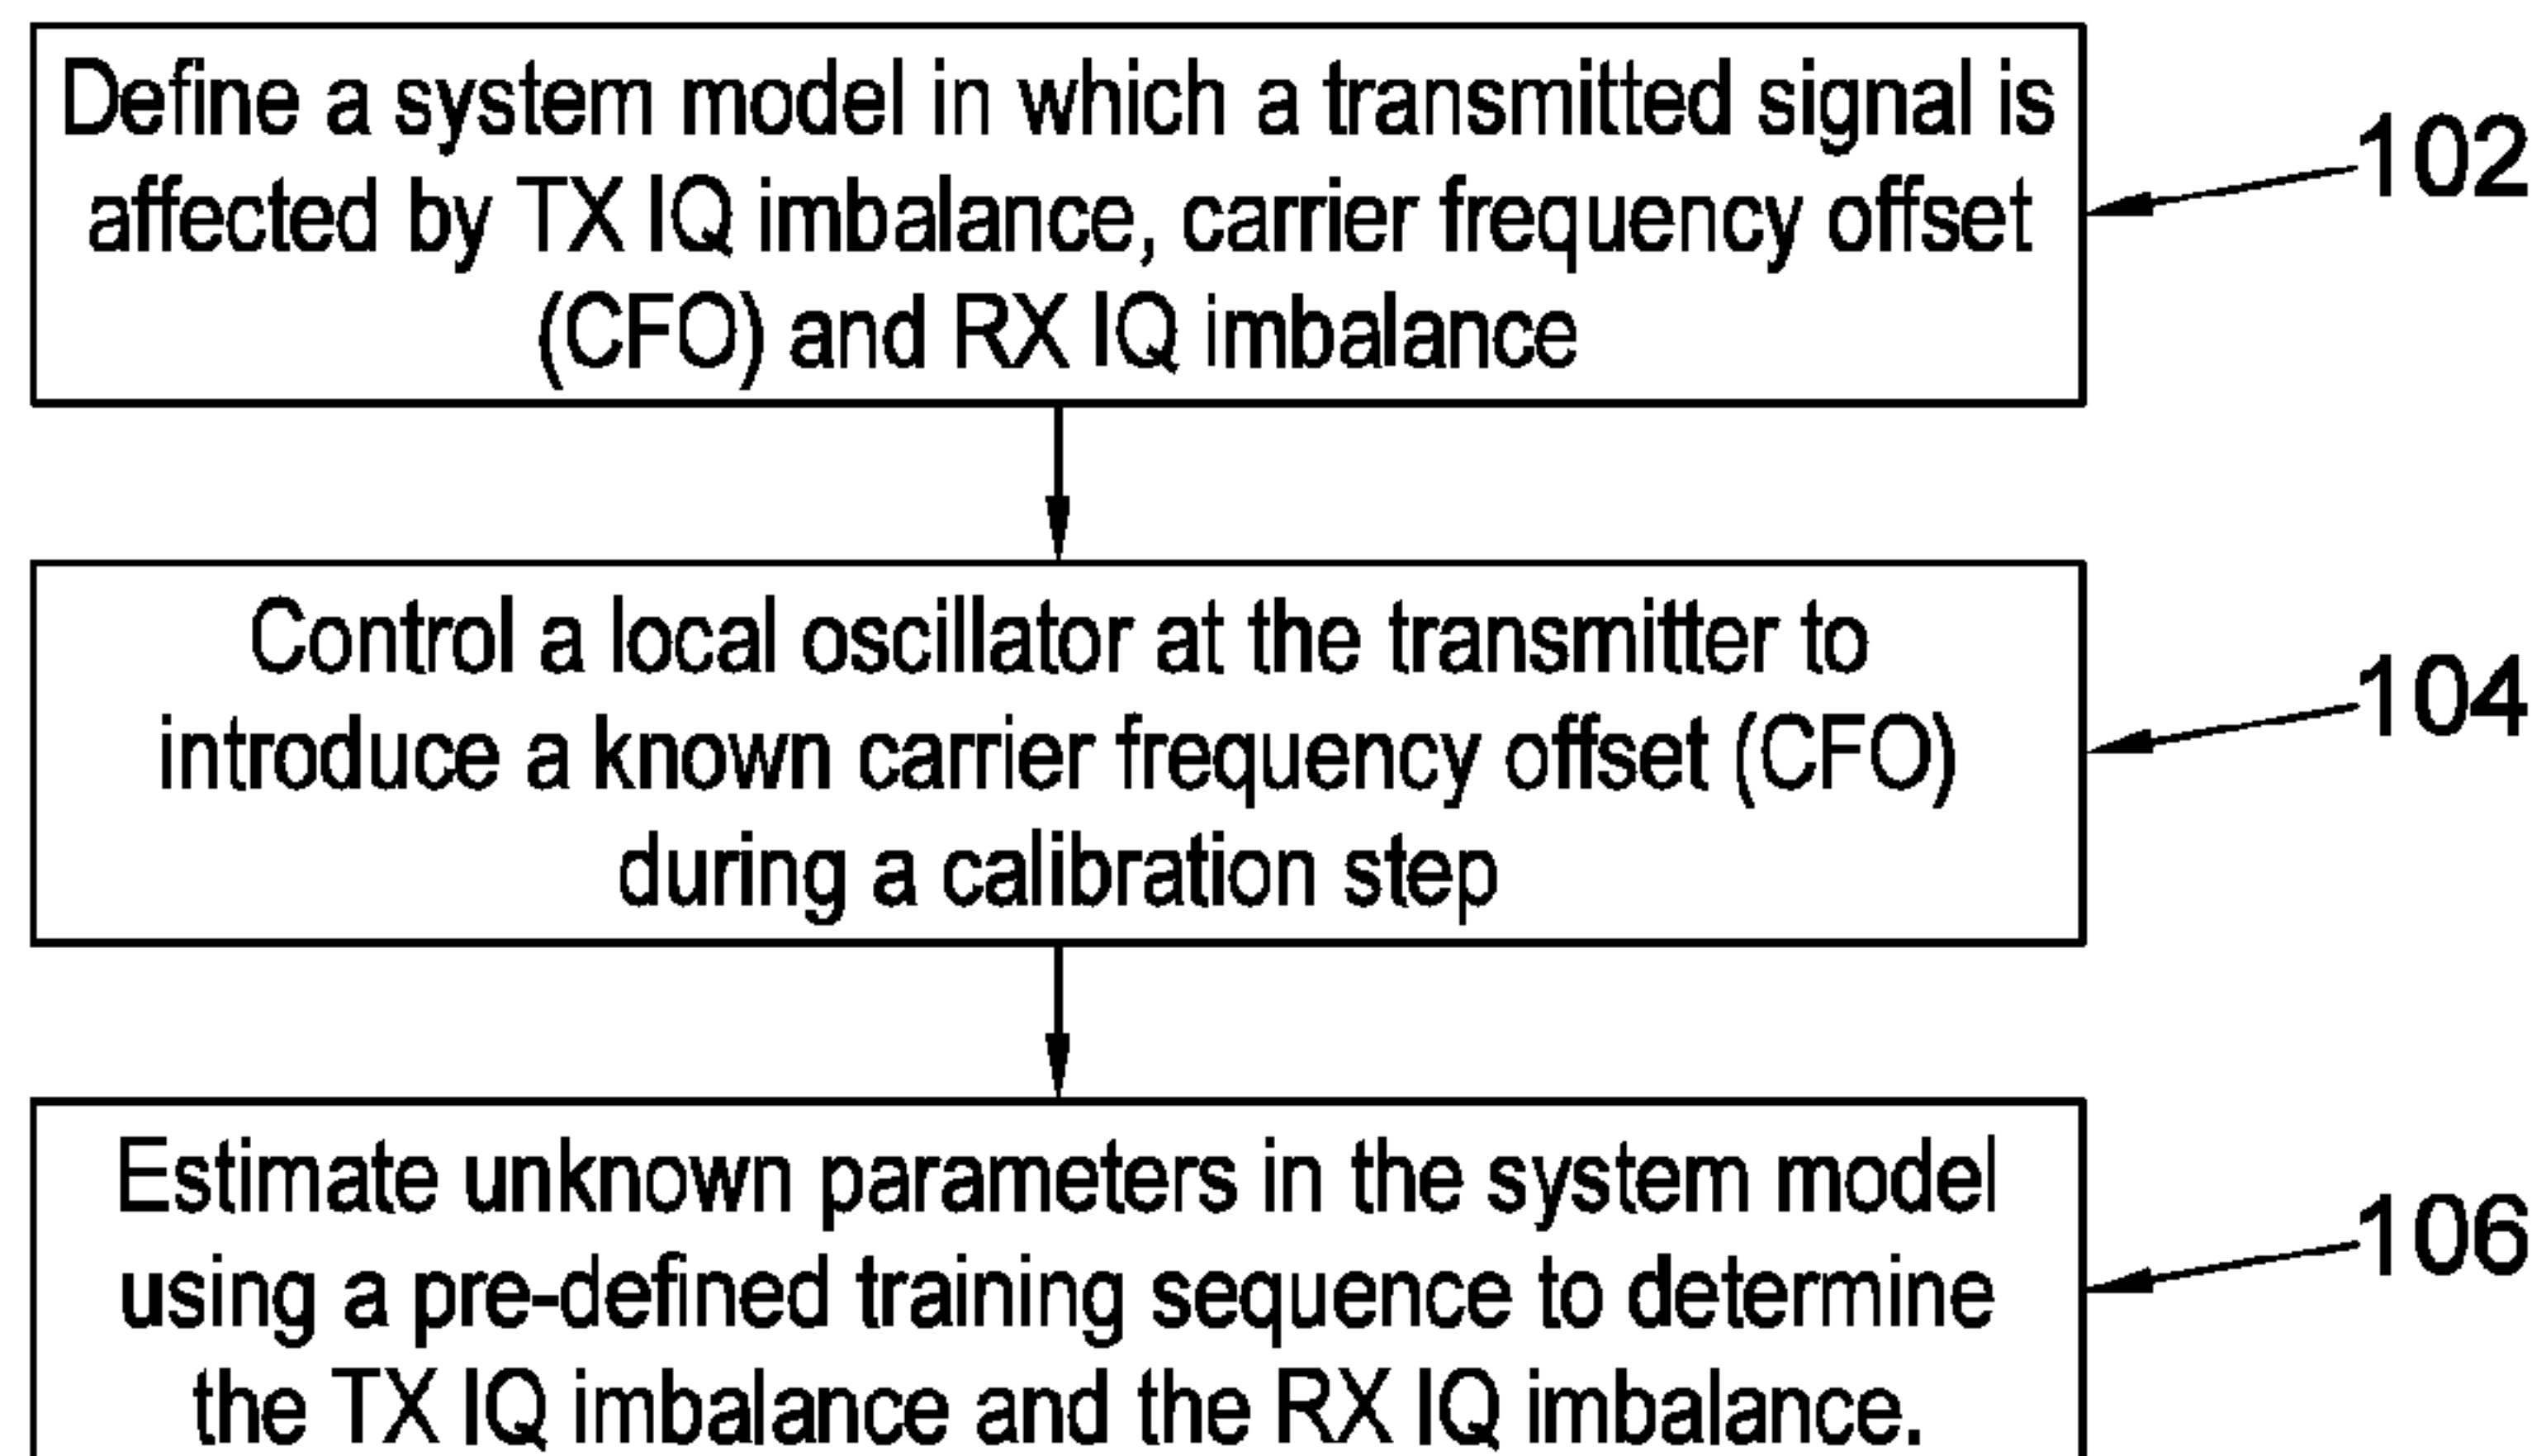 Define a system model in which a transmitted signal is
affected by TX IQ imbalance, carrier frequency offset
(CFO) and RX IQ imbalance
102
Control a local oscillator at the transmitter to
introduce a known carrier frequency offset (CFO)
during a calibration step
104
Estimate unknown parameters in the system model
using a pre-defined training sequence to determine
the TX IQ imbalance and the RX IQ imbalance.
106